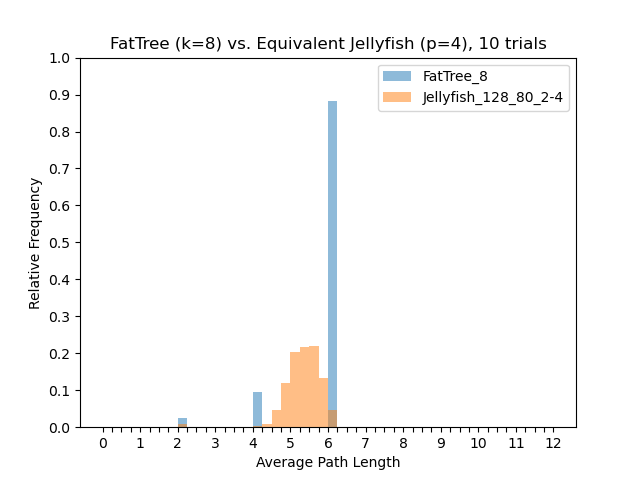 FatTree (k=8) vs. Equivalent Jellyfish (p=4), 10 trials
FatTree_8
Jellyfish_128_80_2-4
Relative Frequency
1.0
0.9
0.8
0.7
0.6
0.5
0.4
0.3
0.2
0.1
0.0
0 1 2 3 4 5 6 7 8 9 10 11 12
Average Path Length